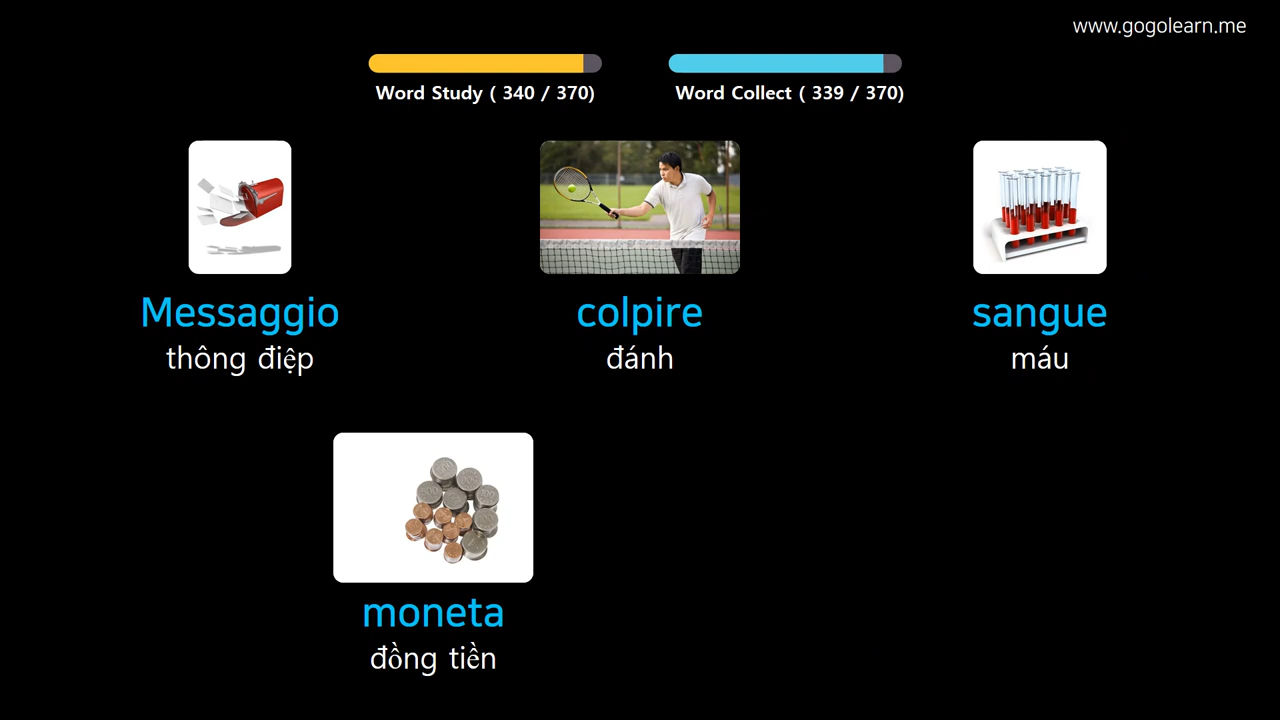 www.gogolearn.me
Word Study ( 340 / 370)
Word Collect ( 339 / 370)
Messaggio
thông điệp
colpire
đánh
sangue
máu
moneta
đồng tiền